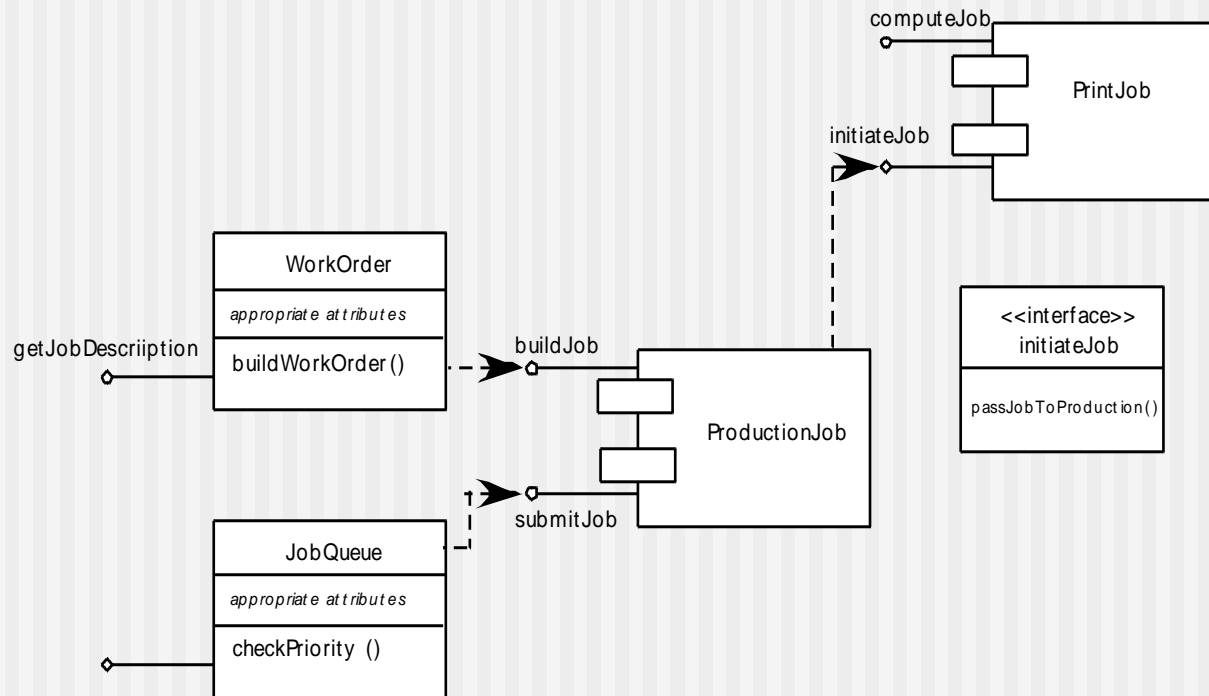 computeJob
PrintJob
initiateJob
WorkOrder
appropriate attributes
buildWorkOrder()
getJobDescriiption
buildJob
ProductionJob
submitJob
<<interface>>
initiateJob
passJobToProduction()
JobQueue
appropriate attributes
checkPriority ()